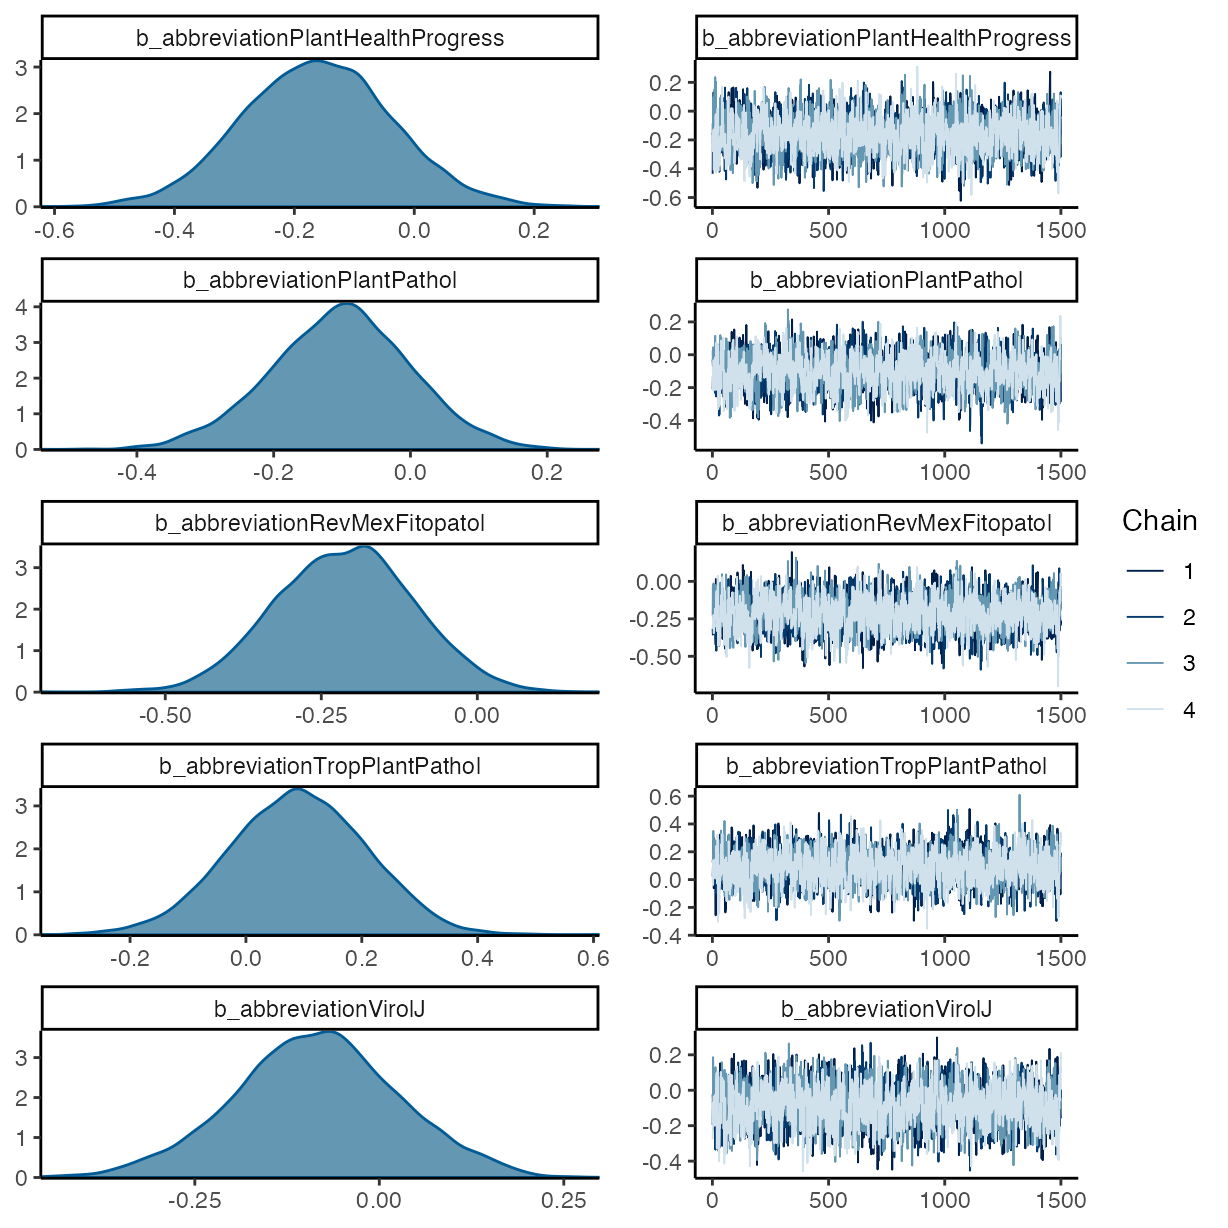 b_abbreviationPlantHealthProgress
3
2
1
0
-0.6 -0.4 -0.2 0.0 0.2
b_abbreviationPlantHealthProgress
0.2
0.0
-0.2
-0.4
-0.6
0 500 1000 1500
b_abbreviationPlantPathol
4
3
2
1
0
-0.4 -0.2 0.0 0.2
b_abbreviationPlantPathol
0.2
0.0
-0.2
-0.4
0 500 1000 1500
b_abbreviationRevMexFitopatol
3
2
1
0
-0.50 -0.25 0.00
b_abbreviationRevMexFitopatol
0.00
-0.25
-0.50
0 500 1000 1500
b_abbreviationTropPlantPathol
3
2
1
0
-0.2 0.0 0.2 0.4 0.6
b_abbreviationTropPlantPathol
0.6
0.4
0.2
0.0
-0.2
-0.4
0 500 1000 1500
b_abbreviationVirolJ
3
2
1
0
-0.25 0.00 0.25
b_abbreviationVirolJ
0.2
0.0
-0.2
-0.4
0 500 1000 1500
Chain
1
2
3
4